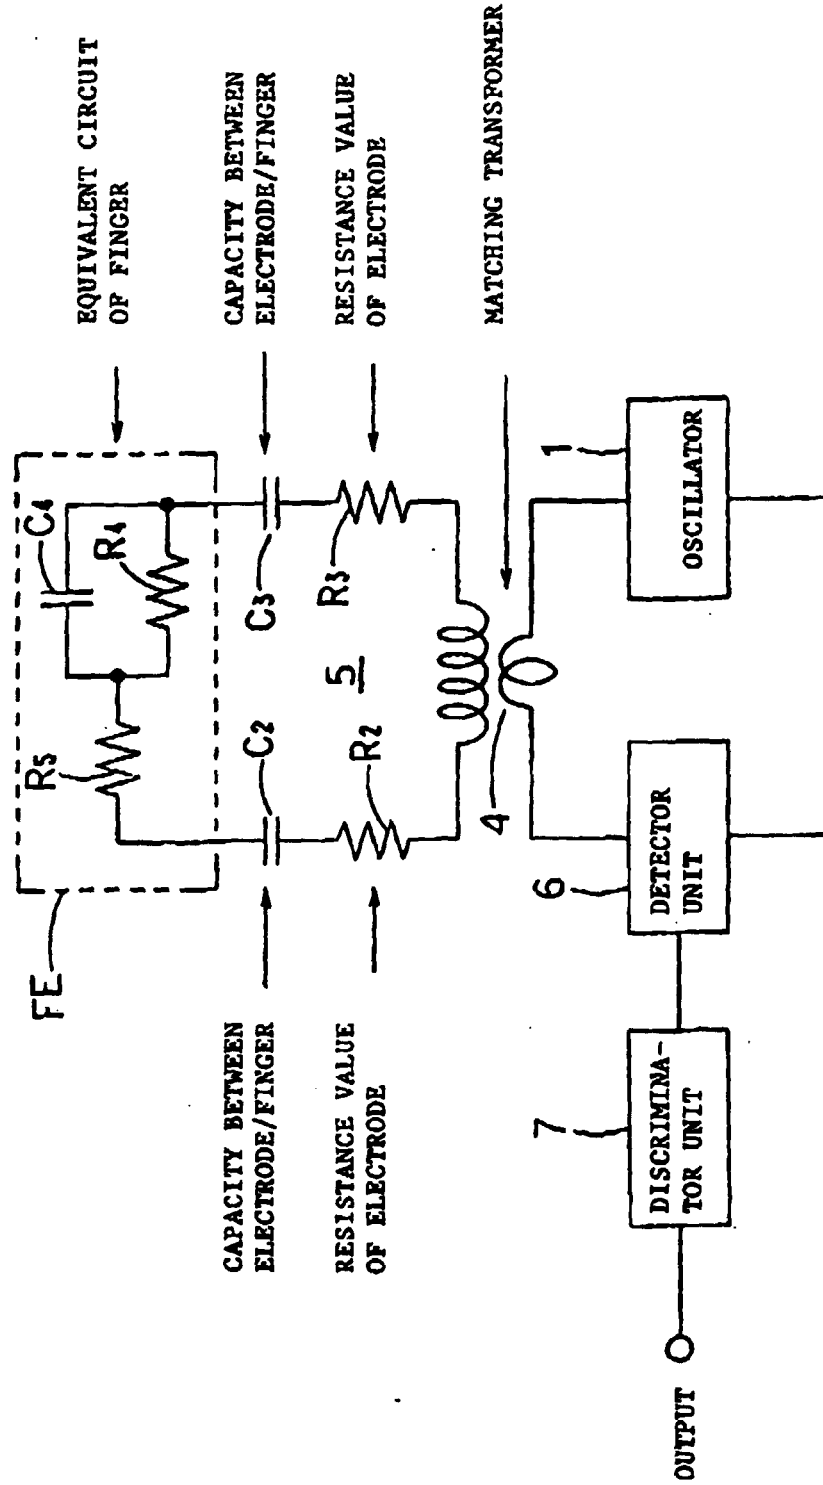 EQUIVALENT CIRCUIT
OF FINGER
CAPACITY BETWEEN
ELECTRODE/FINGER
RESISTANCE VALUE
OF ELECTRODE
MATCHING TRANSFORMER
C4
R4
R5
FE
C3
R3
C2
R2
5
4
1
OSCILLATOR
6
DETECTOR
UNIT
7
DISCRIMINA-
TOR UNIT
OUTPUT
CAPACITY BETWEEN
ELECTRODE/FINGER
RESISTANCE VALUE
OF ELECTRODE